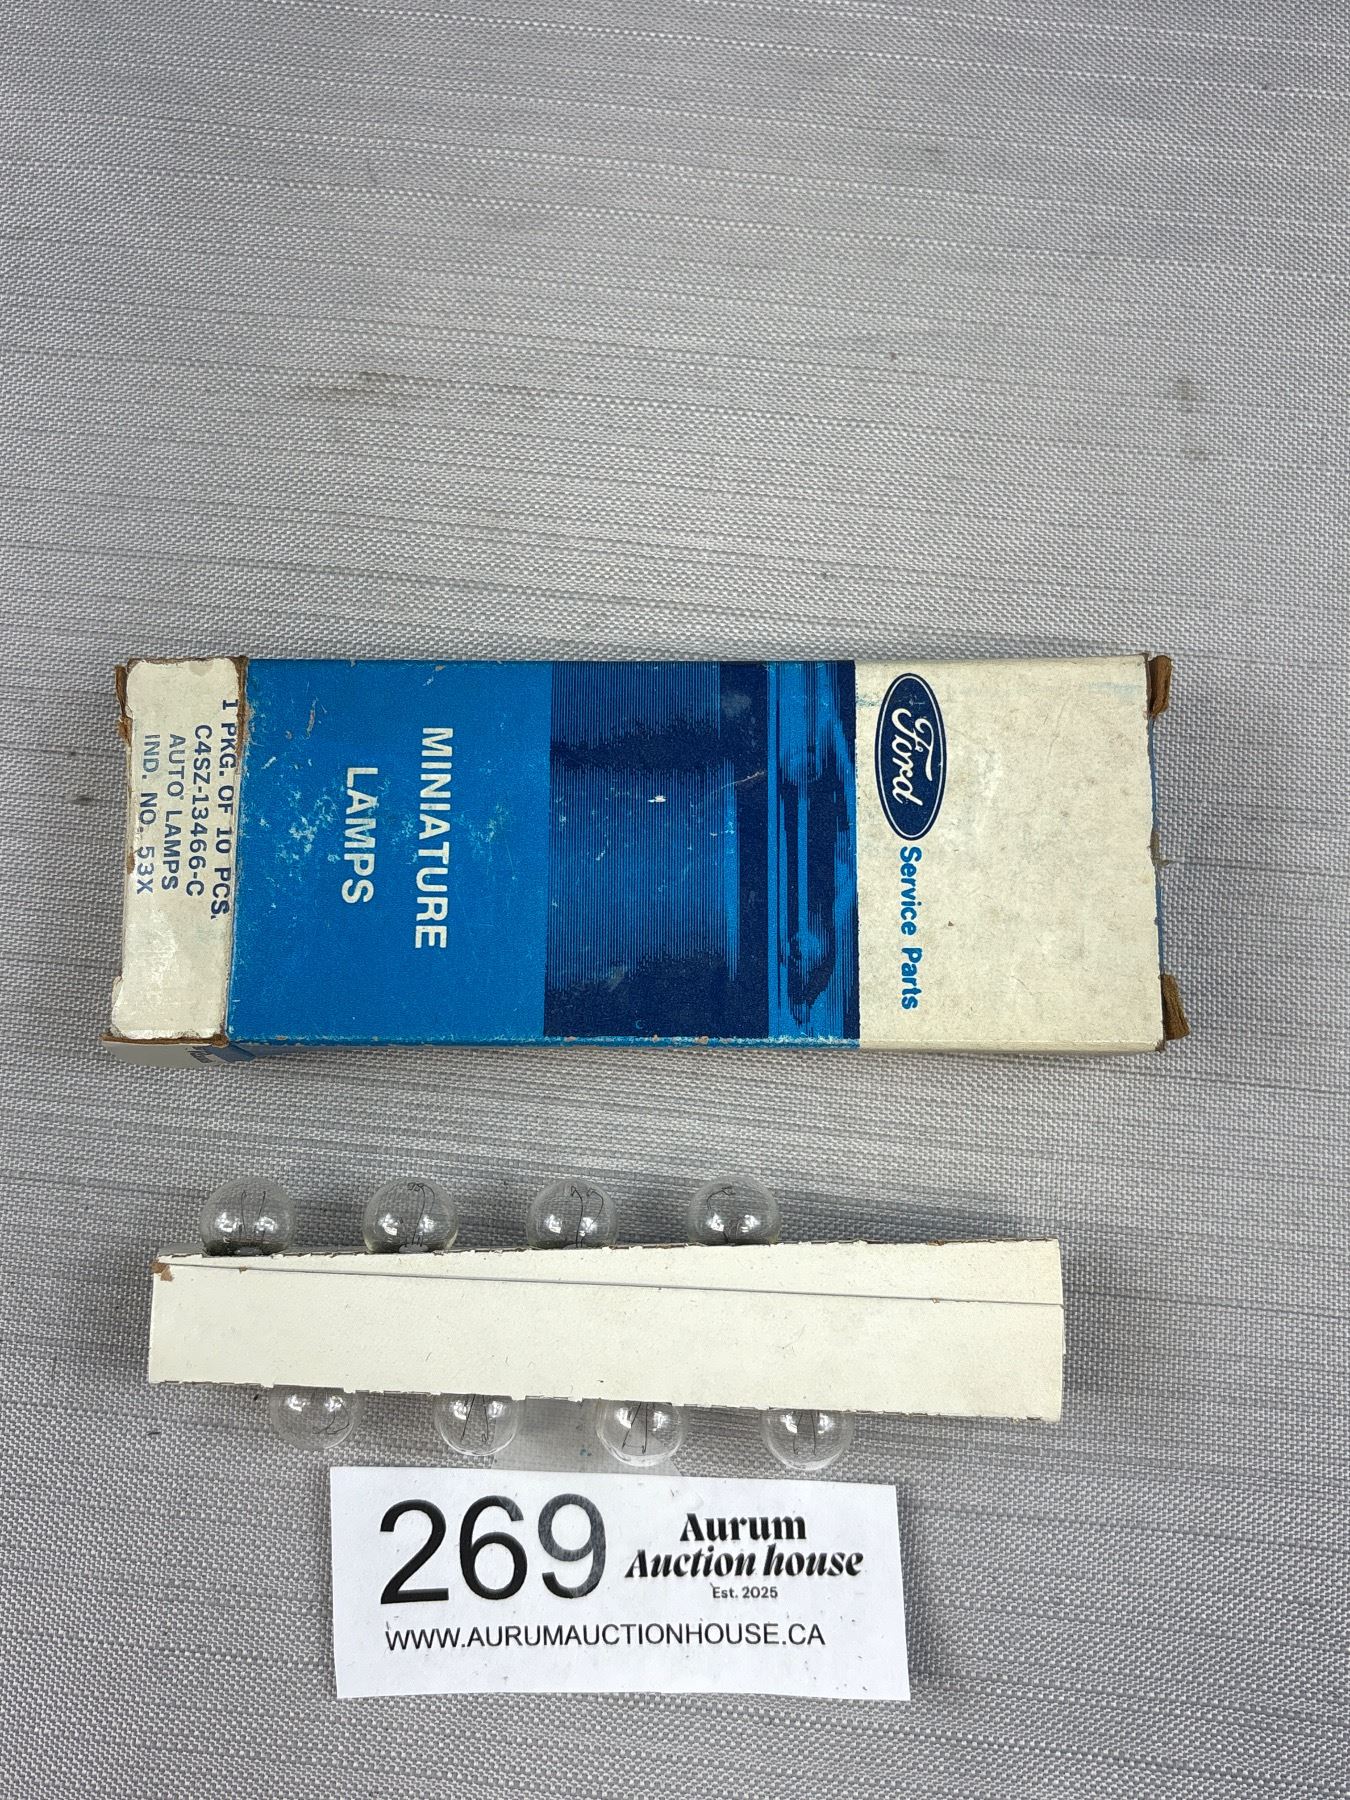 Ford Service Parts
MINIATURE
LAMPS
1 PKG. OF 10 PCS.
C4SZ-13466-C
AUTO LAMPS
IND. NO. 53X
269
Aurum
Auction house
Est. 2025
WWW.AURUMAUCTIONHOUSE.CA